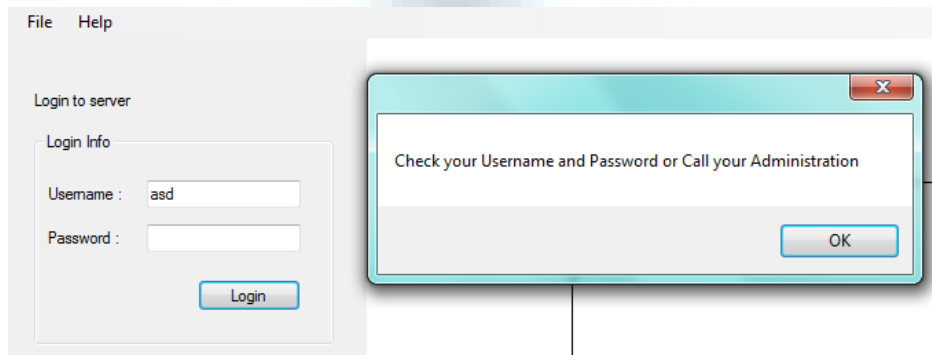 File Help
Login to server
Login Info
Username : asd
Password :
Login
Check your Username and Password or Call your Administration
OK